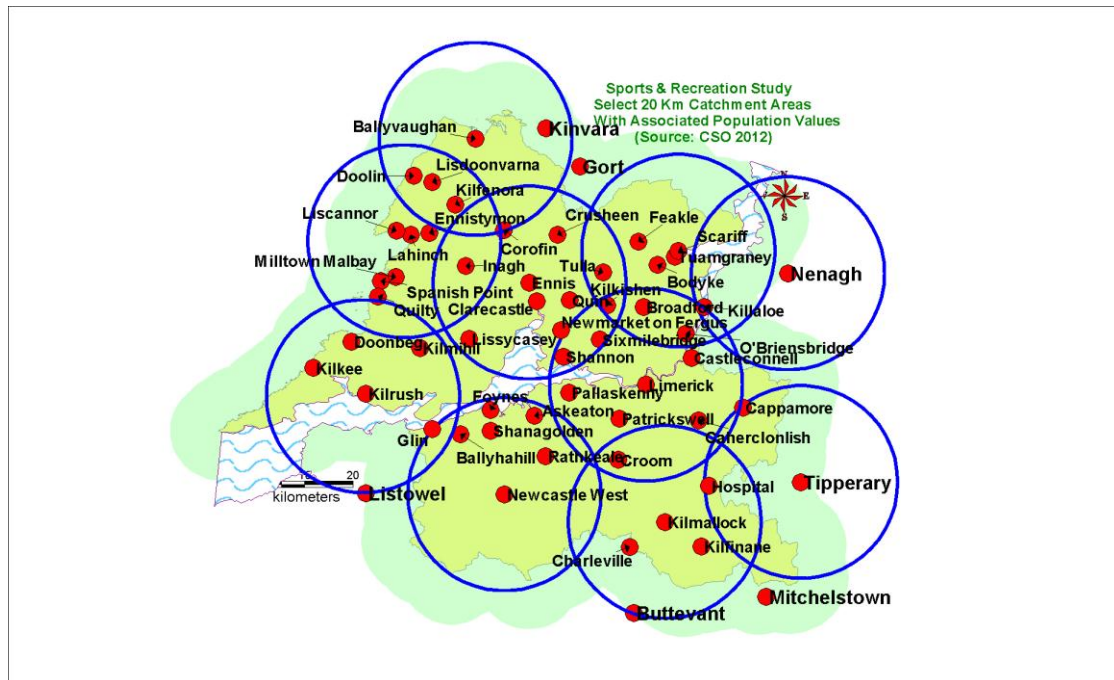 Sports & Recreation Study
Select 20 Km Catchment Areas
With Associated Population Values
(Source: CSO 2012)
Ballyvaughan
Kinvara
Lisdoonvarna
Gort
Doolin
Kilfenora
Liscannor
Ennistymon
Crusheen
Feakle
Scariff
Lahinch
Corofin
Tuamgraney
Milltown Malbay
Inagh
Tulla
Bodyke
Nenagh
Spanish Point
Ennis
Kilkishen
Quilty
Clarecastle
Quin
Broadford
Killaloe
Newmarket on Fergus
Doonbeg
Kilmihil
Lissycasey
Sixmilebridge
O'Briensbridge
Shannon
Castleconnell
Kilkee
Kilrush
Foynes
Pallaskenny
Limerick
Askeaton
Patrickswell
Cappamore
Glin
Shanagolden
Caherclonlish
Ballyhahill
Rathkeale
Croom
N
E
S
10
20
kilometers
Listowel
Newcastle West
Hospital
Tipperary
Kilmallock
Charleville
Kilfinane
Mitchelstown
Buttevant